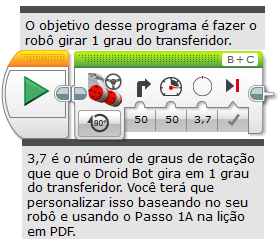 O objetivo desse programa é fazer o
robô girar 1 grau do transferidor.
B + C
90°
50 50 3,7
3,7 é o número de graus de rotação
que que o Droid Bot gira em 1 grau
do transferidor. Você terá que
personalizar isso baseando no seu
robô e usando o Passo 1A na lição
em PDF.